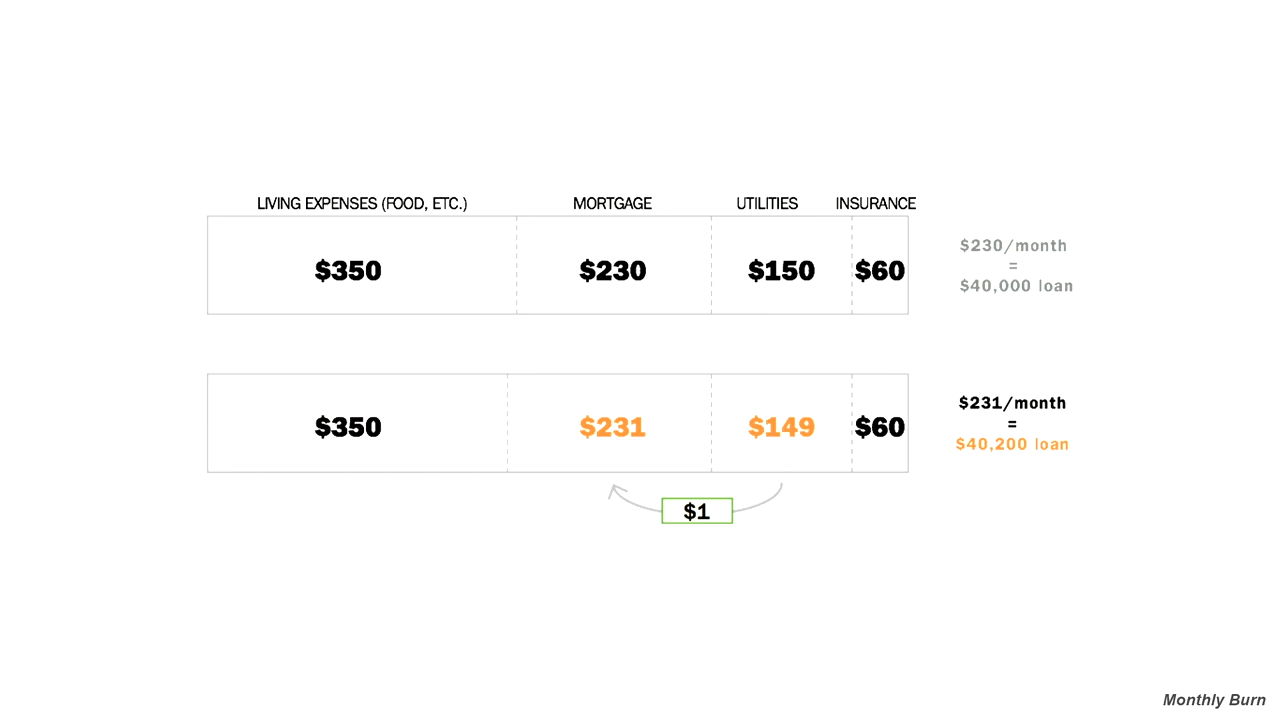 LIVING EXPENSES (FOOD, ETC.) MORTGAGE UTILITIES INSURANCE
$350 $230 $150 $60
$230/month
=
$40,000 loan
$350 $231 $149 $60
$231/month
=
$40,200 loan
$1
Monthly Burn